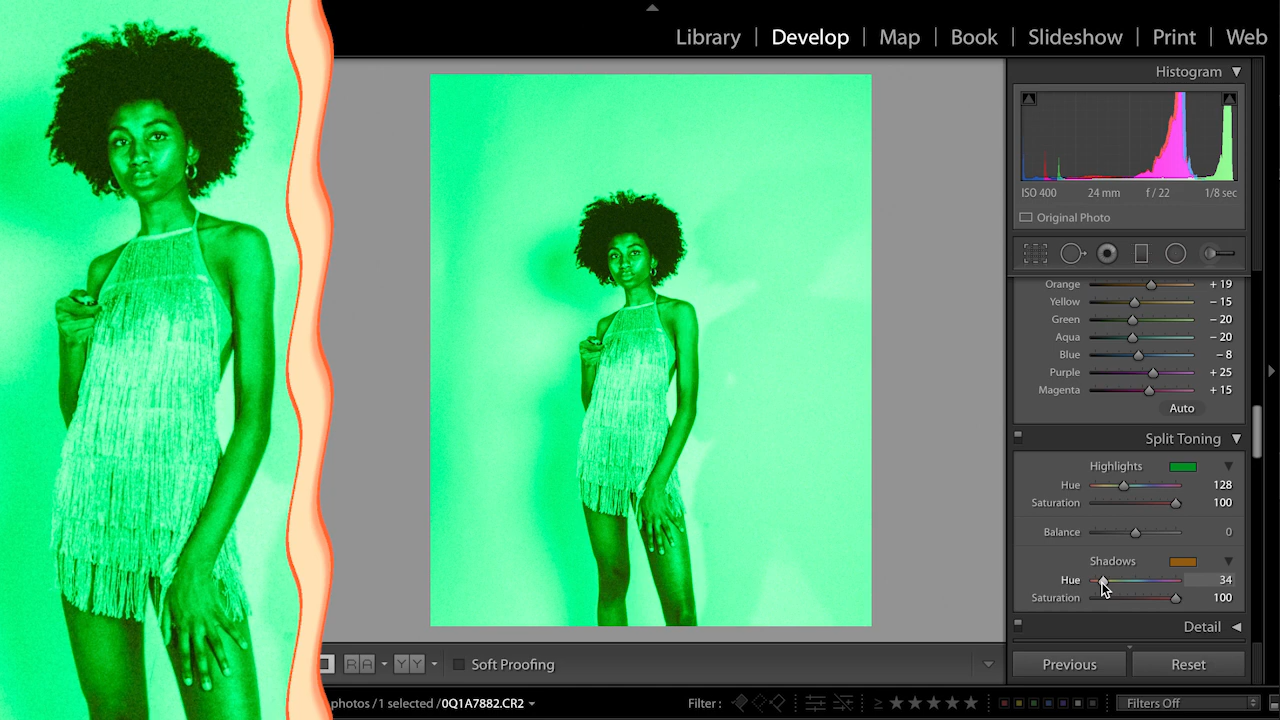 Library | Develop | Map | Book | Slideshow | Print | Web
Histogram
ISO 400 24 mm f / 22 1/8 sec
Original Photo
Orange + 19
Yellow – 15
Green – 20
Aqua – 20
Blue – 8
Purple + 25
Magenta + 15
Auto
Split Toning
Highlights
Hue 128
Saturation 100
Balance 0
Shadows
Hue 34
Saturation 100
Detail
R A Y Y Soft Proofing
Previous Reset
photos / 1 selected / 0Q1A7882.CR2 Filter : ≥ Filters Off